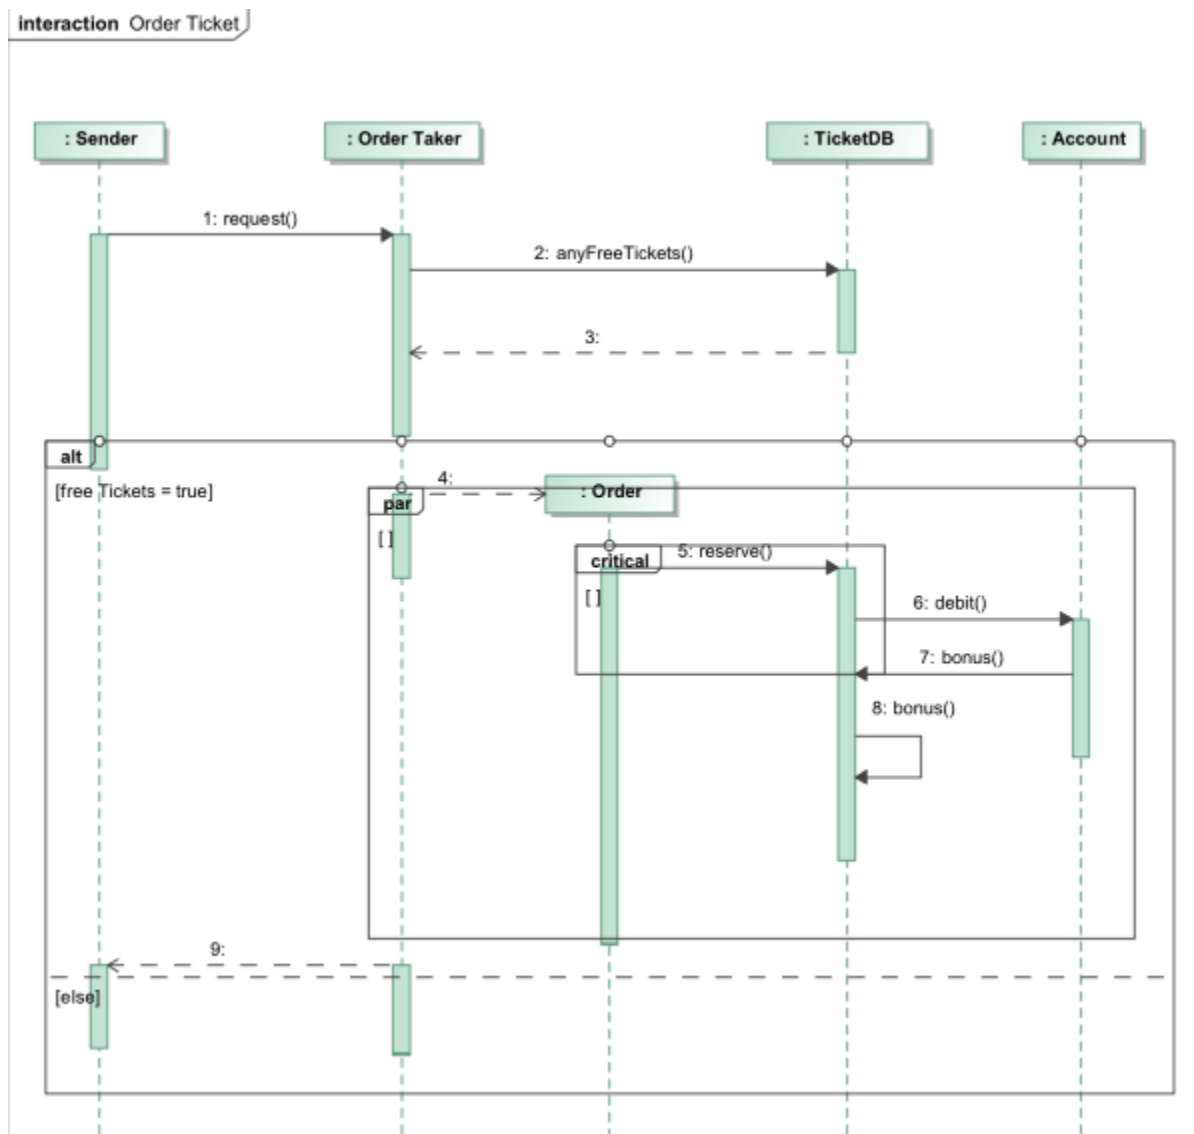 interaction Order Ticket
: Sender
: Order Taker
: TicketDB
: Account
1: request()
2: anyFreeTickets()
3:
alt
[free Tickets = true]
4:
: Order
par
[ ]
critical
5: reserve()
[ ]
6: debit()
7: bonus()
8: bonus()
9:
[else]